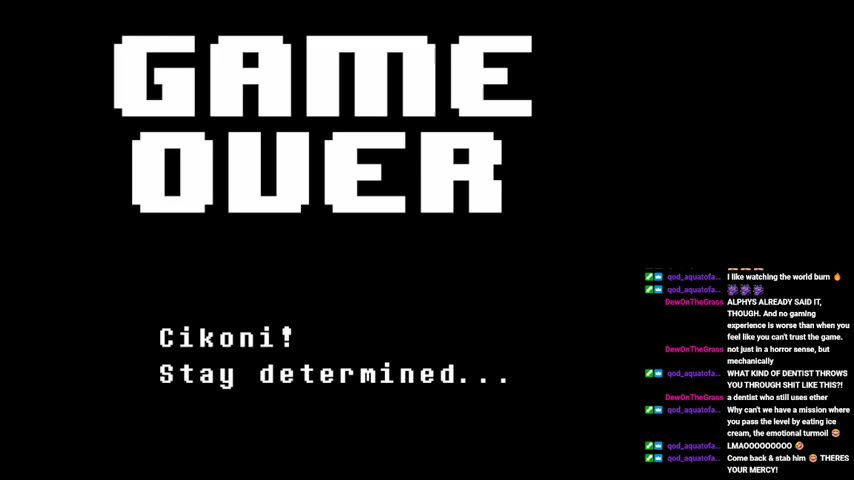 GAME
OVER
Cikoni!
Stay determined...
qod_aquatofa... I like watching the world burn 🔥
qod_aquatofa...
DewOnTheGrass ALPHYS ALREADY SAID IT,
THOUGH. And no gaming
experience is worse than when you
feel like you can't trust the game.
DewOnTheGrass not just in a horror sense, but
mechanically
qod_aquatofa... WHAT KIND OF DENTIST THROWS
YOU THROUGH SHIT LIKE THIS?!
DewOnTheGrass a dentist who still uses ether
qod_aquatofa... Why can't we have a mission where
you pass the level by eating ice
cream, the emotional turmoil
qod_aquatofa... LMAOOOOOOOOO
qod_aquatofa... Come back & stab him THERES
YOUR MERCY!